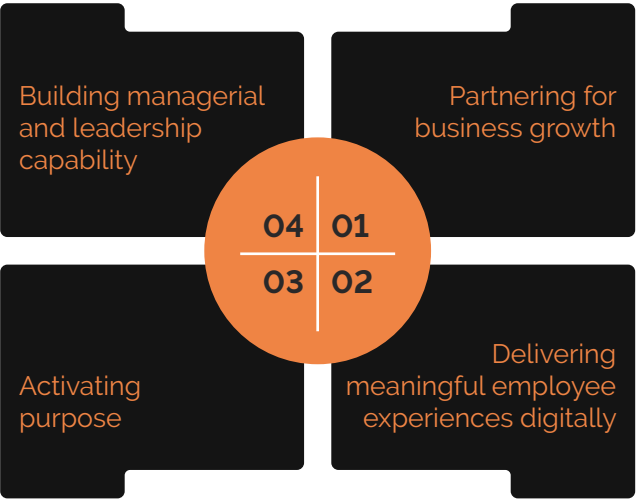 Building managerial
and leadership
capability
Partnering for
business growth
04
01
03
02
Activating
purpose
Delivering
meaningful employee
experiences digitally